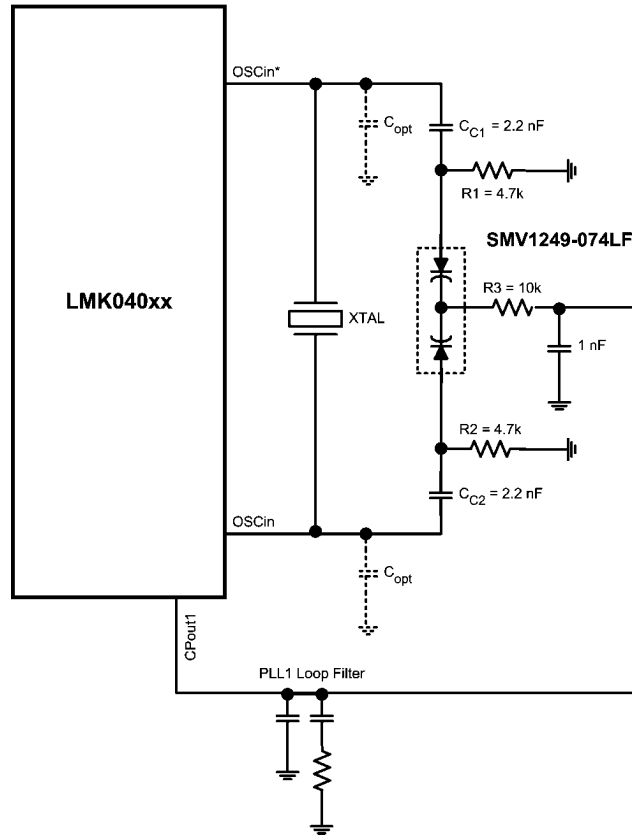 OSCin*
C_opt
C_C1 = 2.2 nF
R1 = 4.7k
SMV1249-074LF
LMK040xx
R3 = 10k
XTAL
1 nF
R2 = 4.7k
C_C2 = 2.2 nF
OSCin
C_opt
CPout1
PLL1 Loop Filter